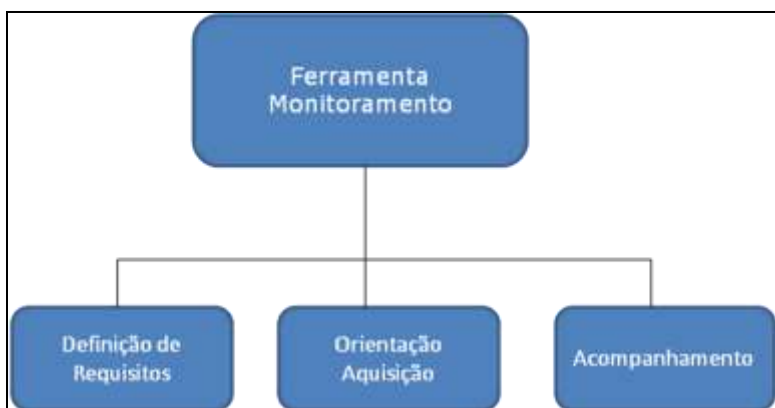 Ferramenta
Monitoramento
Definição de
Requisitos
Orientação
Aquisição
Acompanhamento